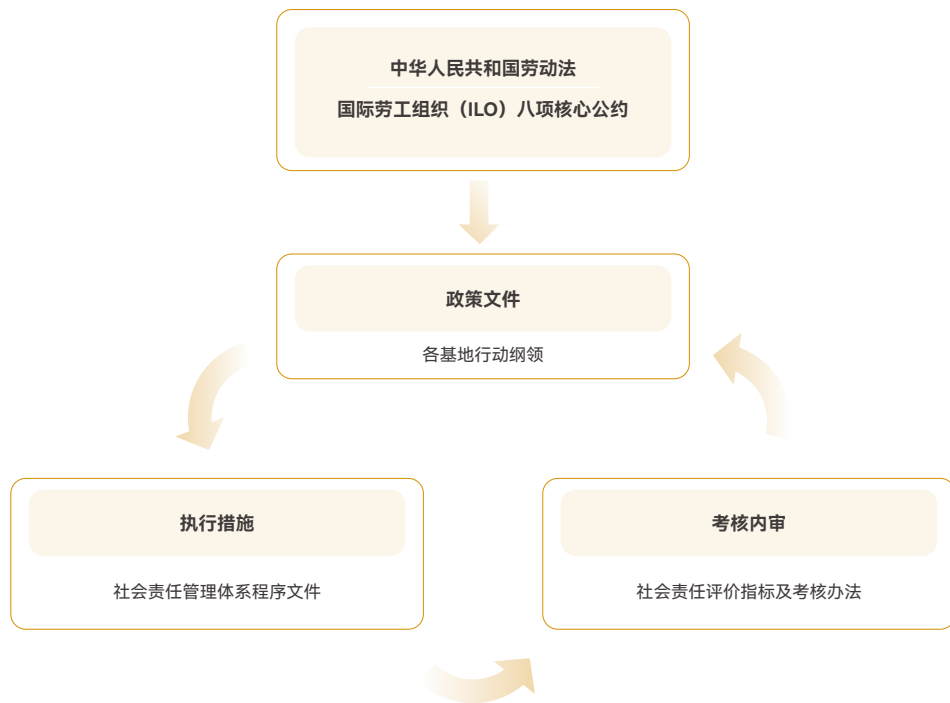 中华人民共和国劳动法
国际劳工组织（ILO）八项核心公约
政策文件
各基地行动纲领
执行措施
社会责任管理体系程序文件
考核内审
社会责任评价指标及考核办法